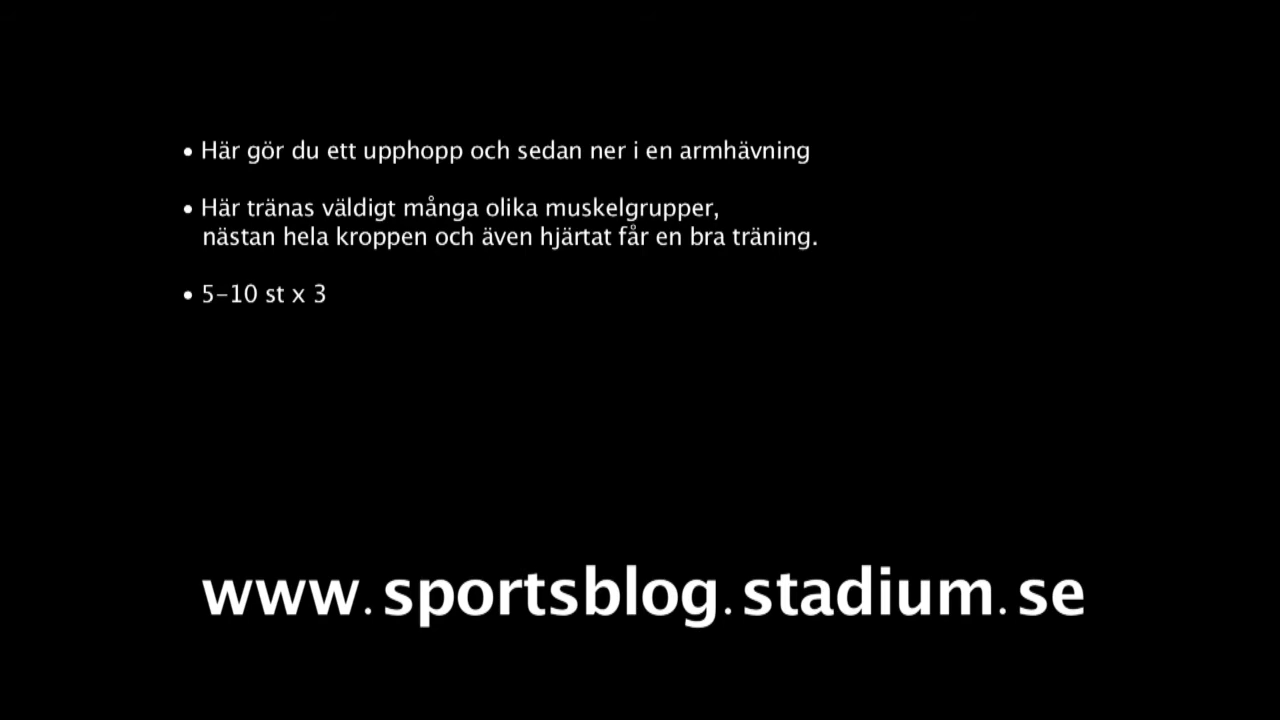 • Här gör du ett upphopp och sedan ner i en armhävning
• Här tränas väldigt många olika muskelgrupper,
nästan hela kroppen och även hjärtat får en bra träning.
• 5-10 st x 3
www.sportsblog.stadium.se